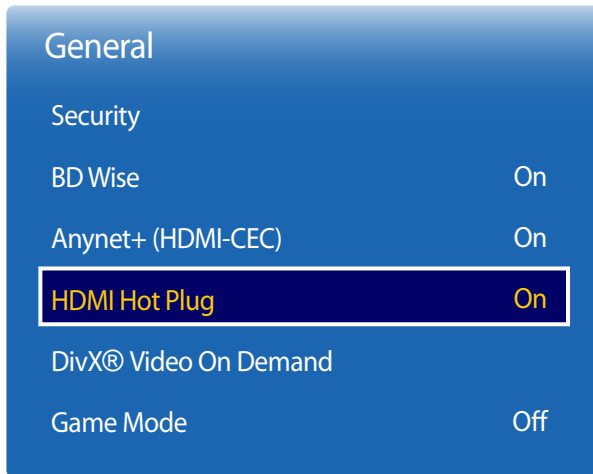 General
Security
BD Wise On
Anynet+ (HDMI-CEC) On
HDMI Hot Plug On
DivX® Video On Demand
Game Mode Off